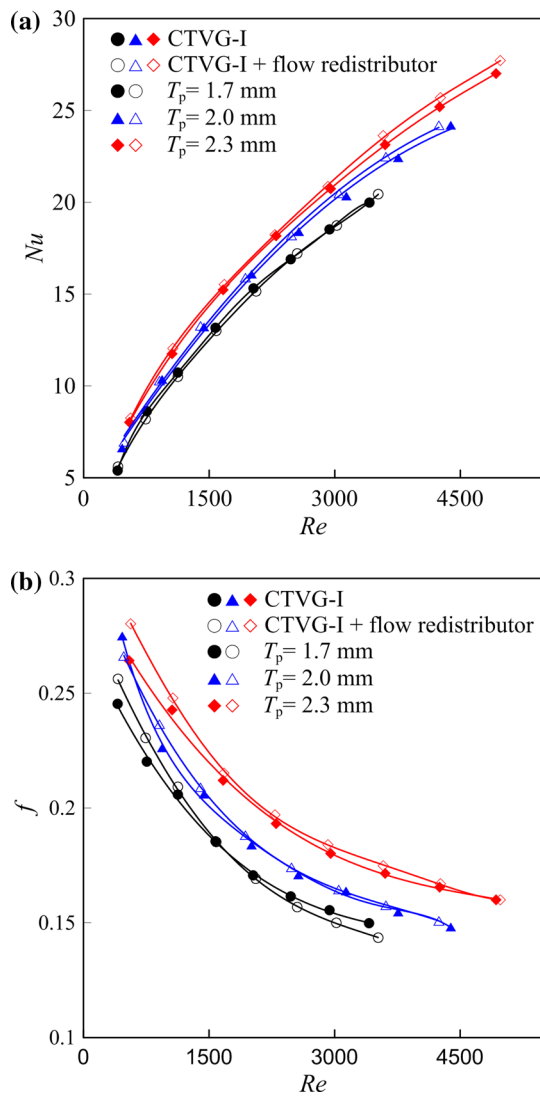 (a)
30
25
20
15
10
5
Nu
CTVG-I
CTVG-I + flow redistributor
Tp= 1.7 mm
Tp= 2.0 mm
Tp= 2.3 mm
0 1500 3000 4500
Re
(b)
0.3
0.25
0.2
0.15
0.1
f
CTVG-I
CTVG-I + flow redistributor
Tp= 1.7 mm
Tp= 2.0 mm
Tp= 2.3 mm
0 1500 3000 4500
Re